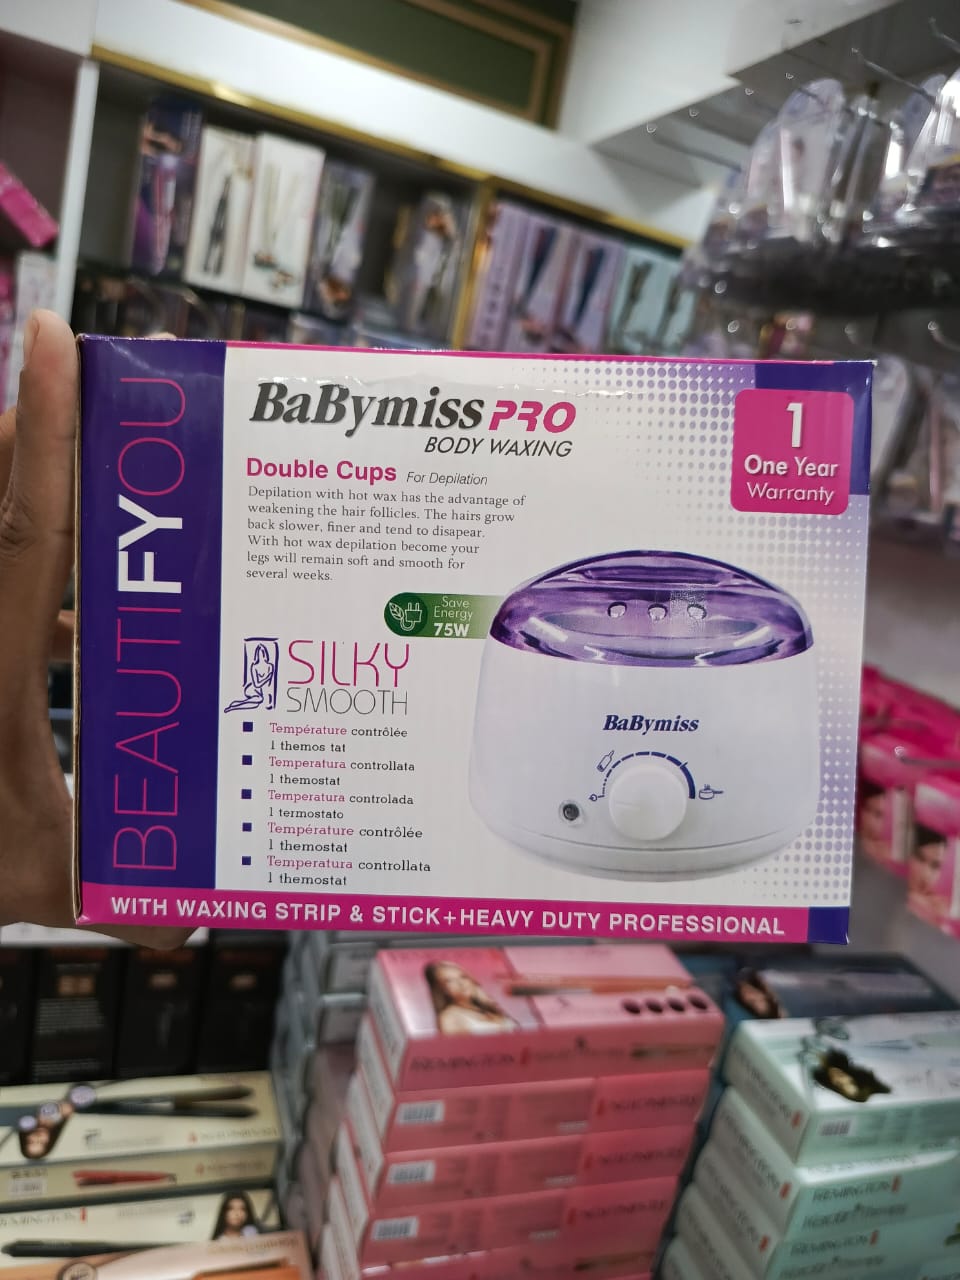 BEAUTIFYOU
BaBymiss PRO
BODY WAXING
Double Cups For Depilation
Depilation with hot wax has the advantage of
weakening the hair follicles. The hairs grow
back slower, finer and tend to disapear.
With hot wax depilation become your
legs will remain soft and smooth for
several weeks.
1
One Year
Warranty
Save
Energy
75W
SILKY
SMOOTH
Température contrôlée
1 themos tat
Temperatura controllata
1 themostat
Temperatura controlada
1 termostato
Température contrôlée
1 themostat
Temperatura controllata
1 themostat
BaBymiss
WITH WAXING STRIP & STICK+HEAVY DUTY PROFESSIONAL
REMINGTON
REMINGTON
REMINGTON